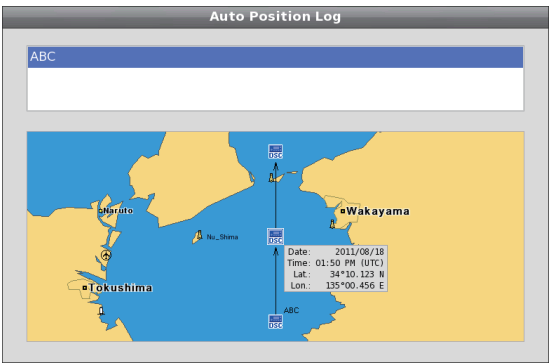 Auto Position Log
ABC
DSC
Naruto
Wakayama
Nu_Shima
DSC
Date: 2011/08/18
Time: 01:50 PM (UTC)
Lat.: 34°10.123 N
Lon.: 135°00.456 E
Tokushima
ABC
DSC